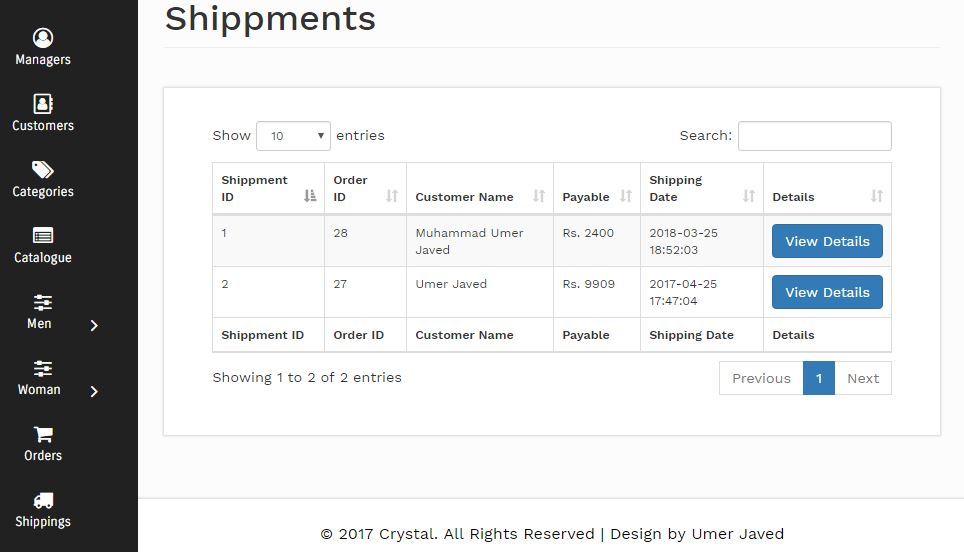 Shippments
Managers
Customers
Categories
Catalogue
Men
Woman
Orders
Shippings
Show 10 entries
Search:
Shippment ID Order ID Customer Name Payable Shipping Date Details
1 28 Muhammad Umer Javed Rs. 2400 2018-03-25 18:52:03 View Details
2 27 Umer Javed Rs. 9909 2017-04-25 17:47:04 View Details
Shippment ID Order ID Customer Name Payable Shipping Date Details
Showing 1 to 2 of 2 entries
Previous 1 Next
© 2017 Crystal. All Rights Reserved | Design by Umer Javed